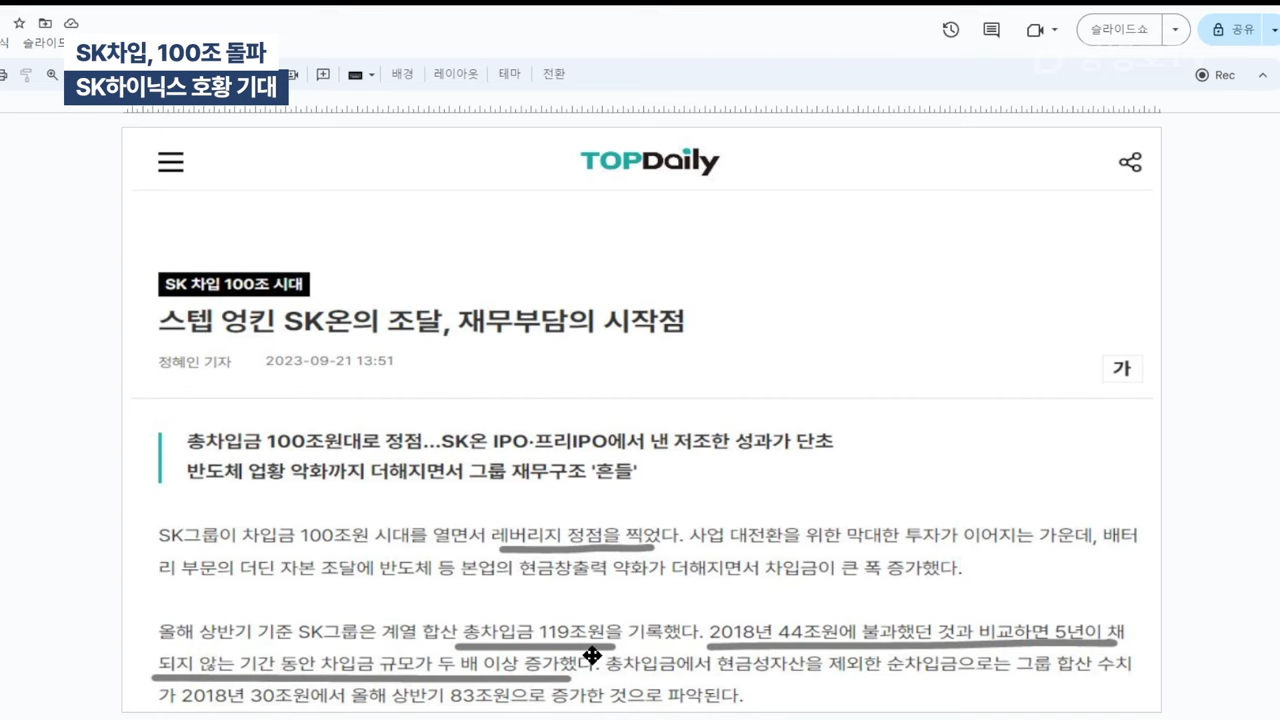 SK차입, 100조 돌파
SK하이닉스 호황 기대
식 슬라이드
슬라이드쇼
공유
배경 레이아웃 테마 전환
Rec
TOPDaily
SK 차입 100조 시대
스텝 엉킨 SK온의 조달, 재무부담의 시작점
정혜인 기자 2023-09-21 13:51
가
총차입금 100조원대로 정점...SK온 IPO·프리IPO에서 낸 저조한 성과가 단초
반도체 업황 악화까지 더해지면서 그룹 재무구조 '흔들'
SK그룹이 차입금 100조원 시대를 열면서 레버리지 정점을 찍었다. 사업 대전환을 위한 막대한 투자가 이어지는 가운데, 배터
리 부문의 더딘 자본 조달에 반도체 등 본업의 현금창출력 약화가 더해지면서 차입금이 큰 폭 증가했다.
올해 상반기 기준 SK그룹은 계열 합산 총차입금 119조원을 기록했다. 2018년 44조원에 불과했던 것과 비교하면 5년이 채
되지 않는 기간 동안 차입금 규모가 두 배 이상 증가했다. 총차입금에서 현금성자산을 제외한 순차입금으로는 그룹 합산 수치
가 2018년 30조원에서 올해 상반기 83조원으로 증가한 것으로 파악된다.